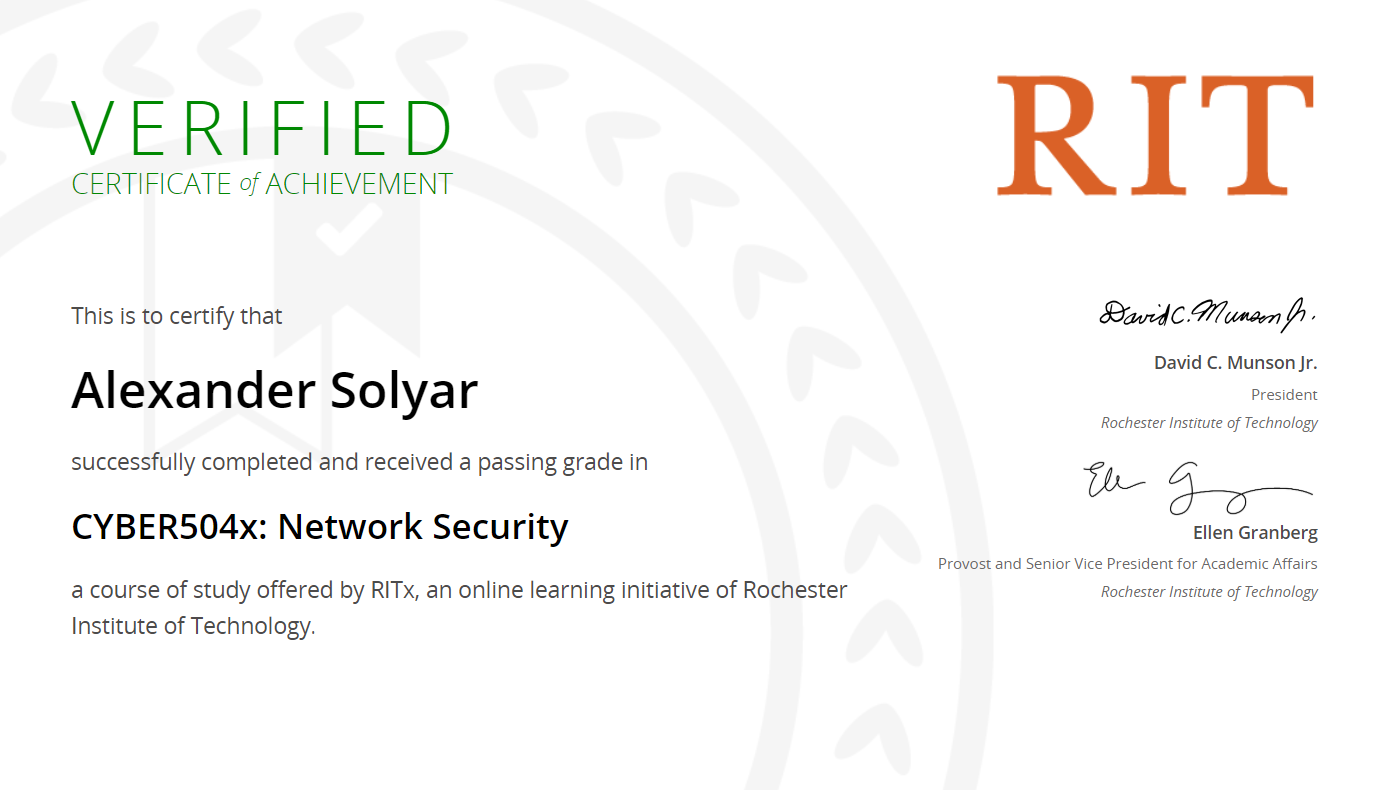 VERIFIED
CERTIFICATE of ACHIEVEMENT
RIT
This is to certify that
Alexander Solyar
successfully completed and received a passing grade in
CYBER504x: Network Security
a course of study offered by RITx, an online learning initiative of Rochester
Institute of Technology.
David C. Munson Jr.
David C. Munson Jr.
President
Rochester Institute of Technology
Ellen Granberg
Provost and Senior Vice President for Academic Affairs
Rochester Institute of Technology